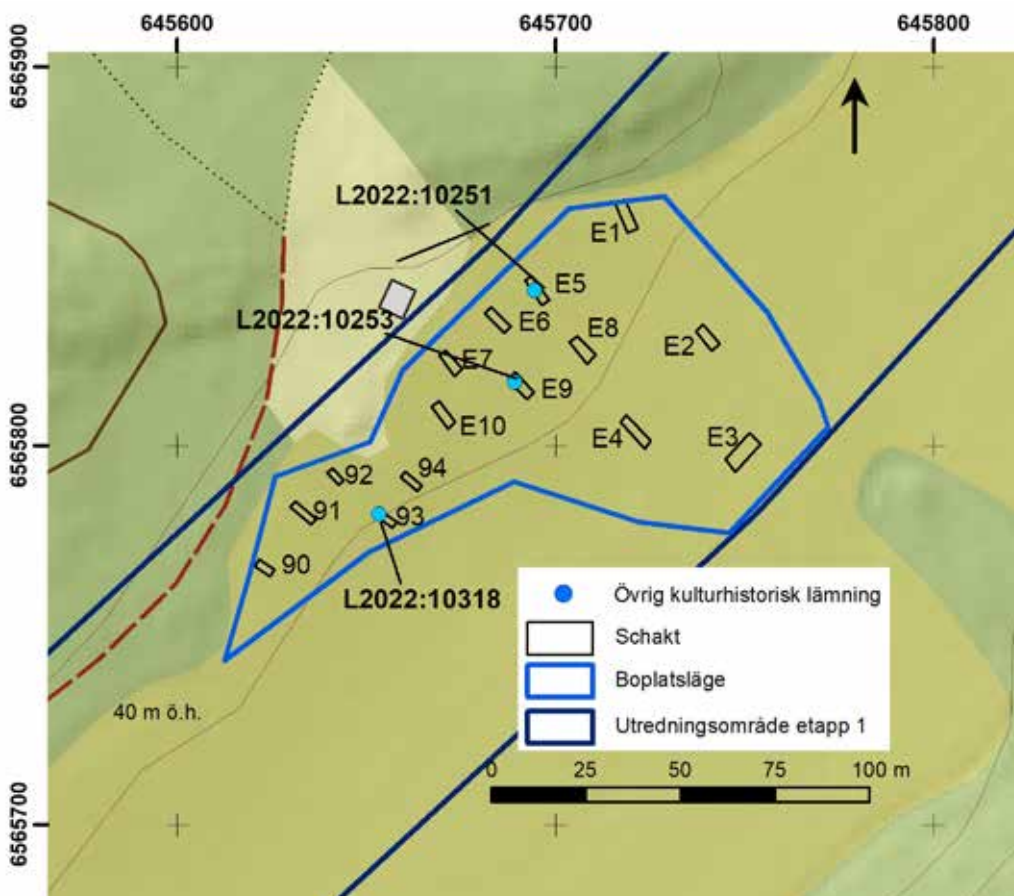 645600
645700
645800
6565900
L2022:10251
E1
E5
L2022:10253
E6
E8
E2
E7
E9
E10
E4
E3
6565800
92
94
91
93
90
L2022:10318
Övrig kulturhistorisk lämning
Schakt
Boplatsläge
Utredningsområde etapp 1
40 m ö.h.
0 25 50 75 100 m
6565700